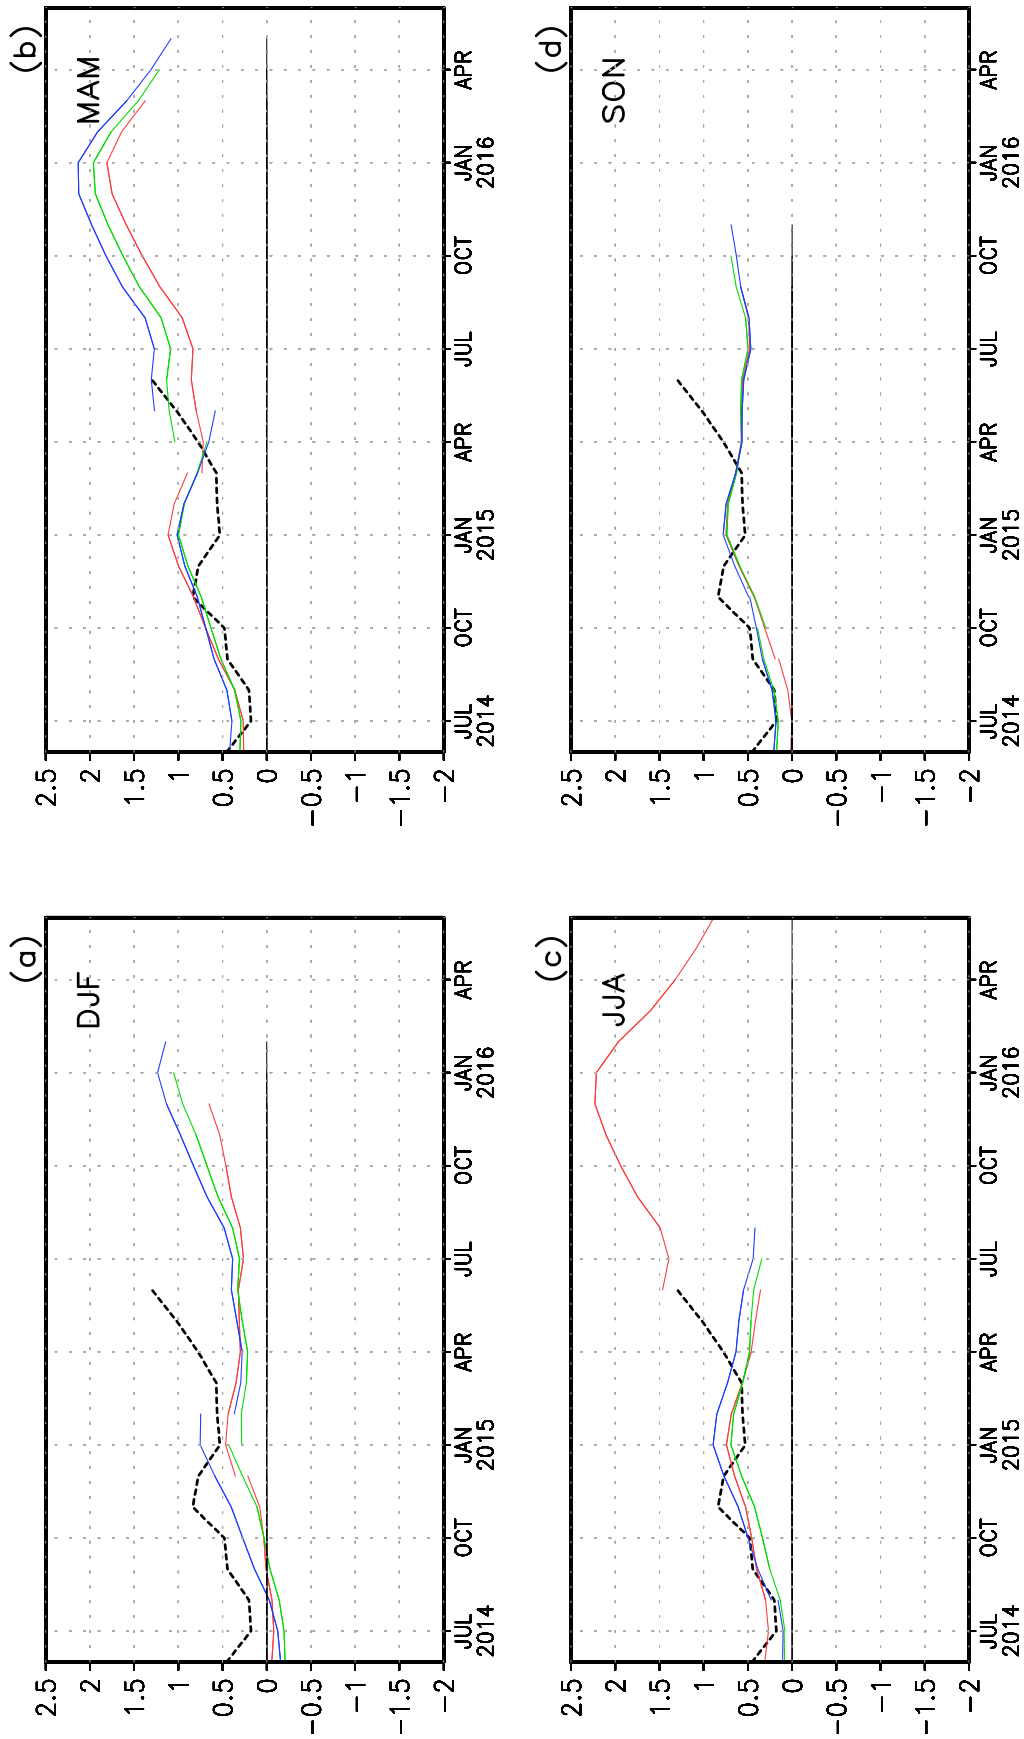 (a)
DJF
2.5
2
1.5
1
0.5
0
−0.5
−1
−1.5
−2
JUL
2014
OCT
JAN
2015
APR
JUL
OCT
JAN
2016
APR
(b)
MAM
2.5
2
1.5
1
0.5
0
−0.5
−1
−1.5
−2
JUL
2014
OCT
JAN
2015
APR
JUL
OCT
JAN
2016
APR
(c)
JJA
2.5
2
1.5
1
0.5
0
−0.5
−1
−1.5
−2
JUL
2014
OCT
JAN
2015
APR
JUL
OCT
JAN
2016
APR
(d)
SON
2.5
2
1.5
1
0.5
0
−0.5
−1
−1.5
−2
JUL
2014
OCT
JAN
2015
APR
JUL
OCT
JAN
2016
APR